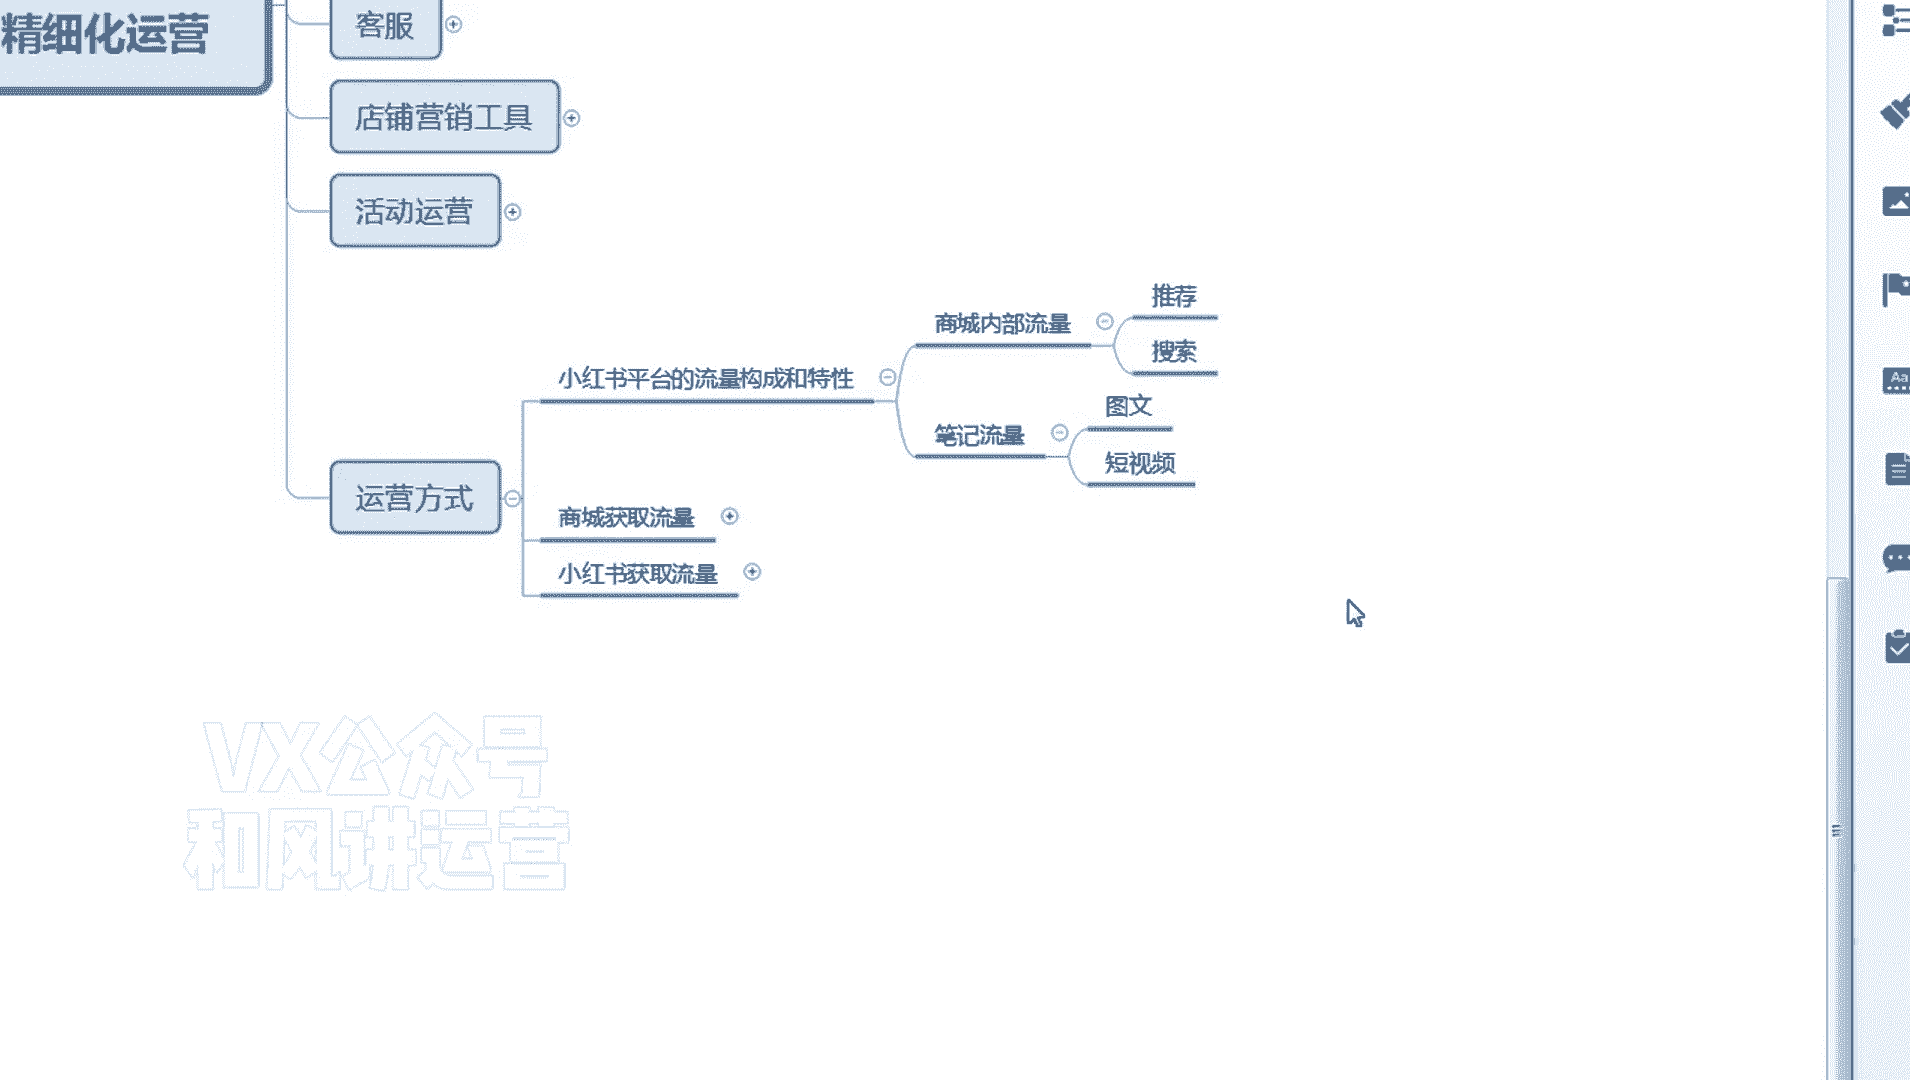 精细化运营
客服
店铺营销工具
活动运营
运营方式
小红书平台的流量构成和特性
商城内部流量
推荐
搜索
笔记流量
图文
短视频
商城获取流量
小红书获取流量
VX公众号
和风讲运营
Aa